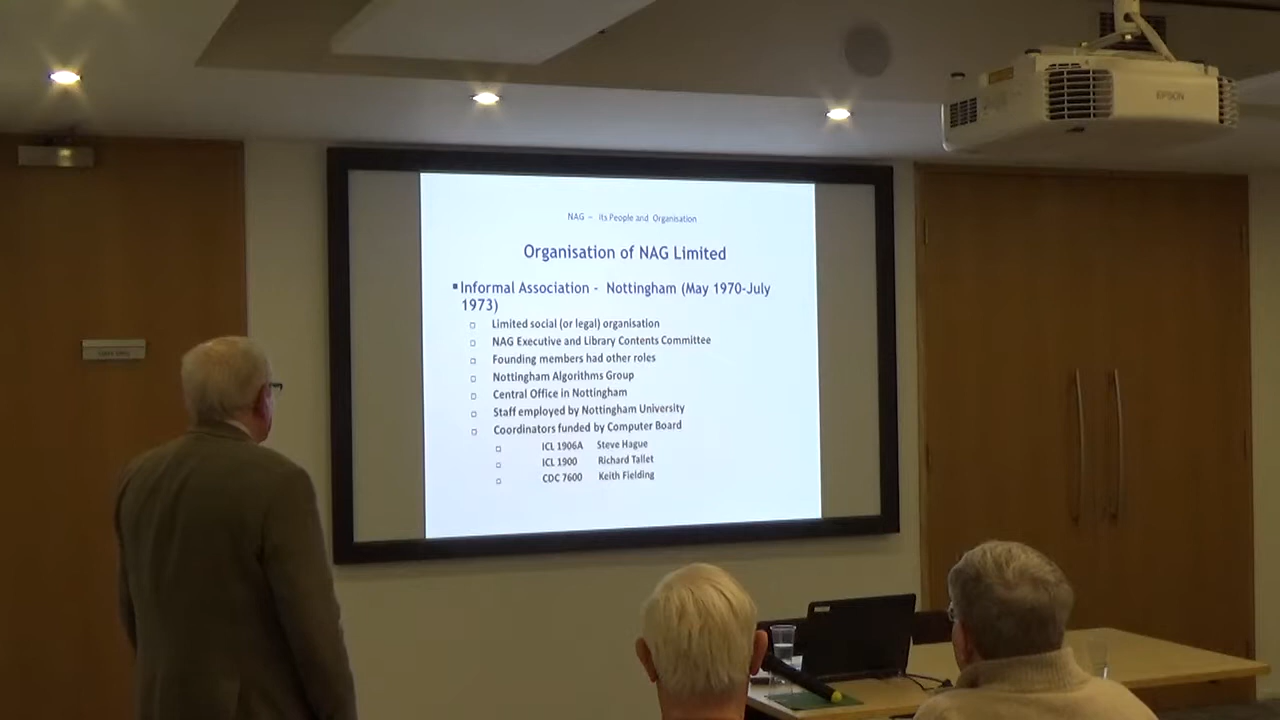 NAG – its People and Organisation
Organisation of NAG Limited
Informal Association - Nottingham (May 1970-July
1973)
Limited social (or legal) organisation
NAG Executive and Library Contents Committee
Founding members had other roles
Nottingham Algorithms Group
Central Office in Nottingham
Staff employed by Nottingham University
Coordinators funded by Computer Board
ICL 1906A Steve Hague
ICL 1900 Richard Tallet
CDC 7600 Keith Fielding
EPSON